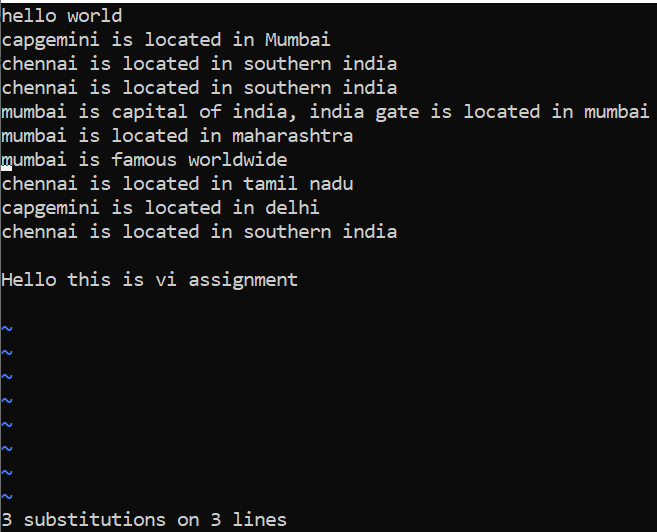 hello world
capgemini is located in Mumbai
chennai is located in southern india
chennai is located in southern india
mumbai is capital of india, india gate is located in mumbai
mumbai is located in maharashtra
mumbai is famous worldwide
chennai is located in tamil nadu
capgemini is located in delhi
chennai is located in southern india

Hello this is vi assignment

~
~
~
~
~
~
~
~
3 substitutions on 3 lines